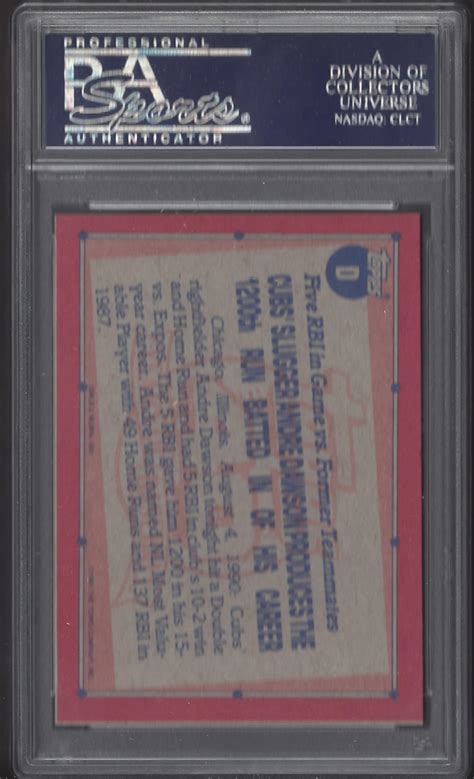 PROFESSIONAL
PSA
Sports
®
AUTHENTICATOR
A
DIVISION OF
COLLECTORS
UNIVERSE
NASDAQ: CLCT
Topps
D
Five RBI in Game vs. Former Teammates
CUBS SLUGGER ANDRE DAWSON PRODUCES THE
1200th RUN BATTED IN OF HIS CAREER
Chicago, Illinois, August 4, 1990: Cubs'
rightfielder Andre Dawson tonight hit a Double
and Home Run and had 5 RBI in club's 10-2 win
vs. Expos. The 5 RBI gave him 1200 in his 15-
year career. Andre was named NL Most Valu-
able Player with 49 Home Runs and 137 RBI in
1987.